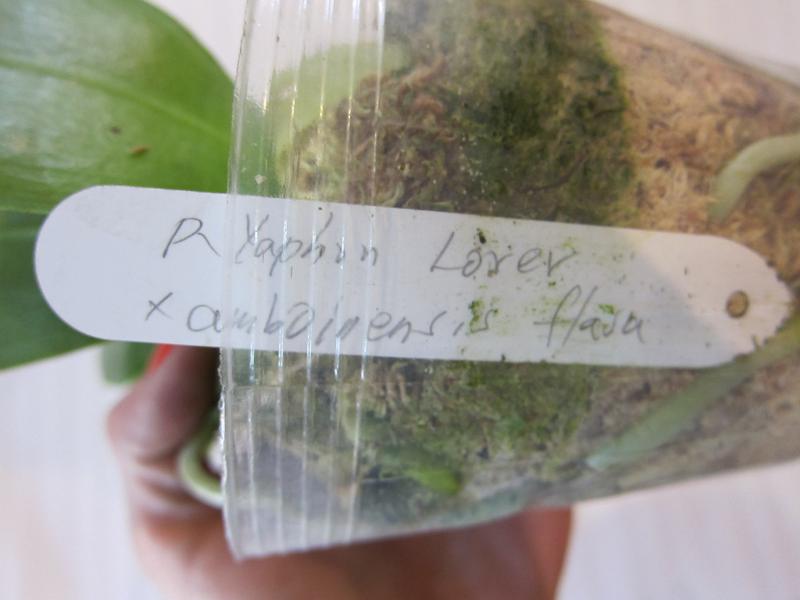 P Yaphon Lover
x amboinensis flava